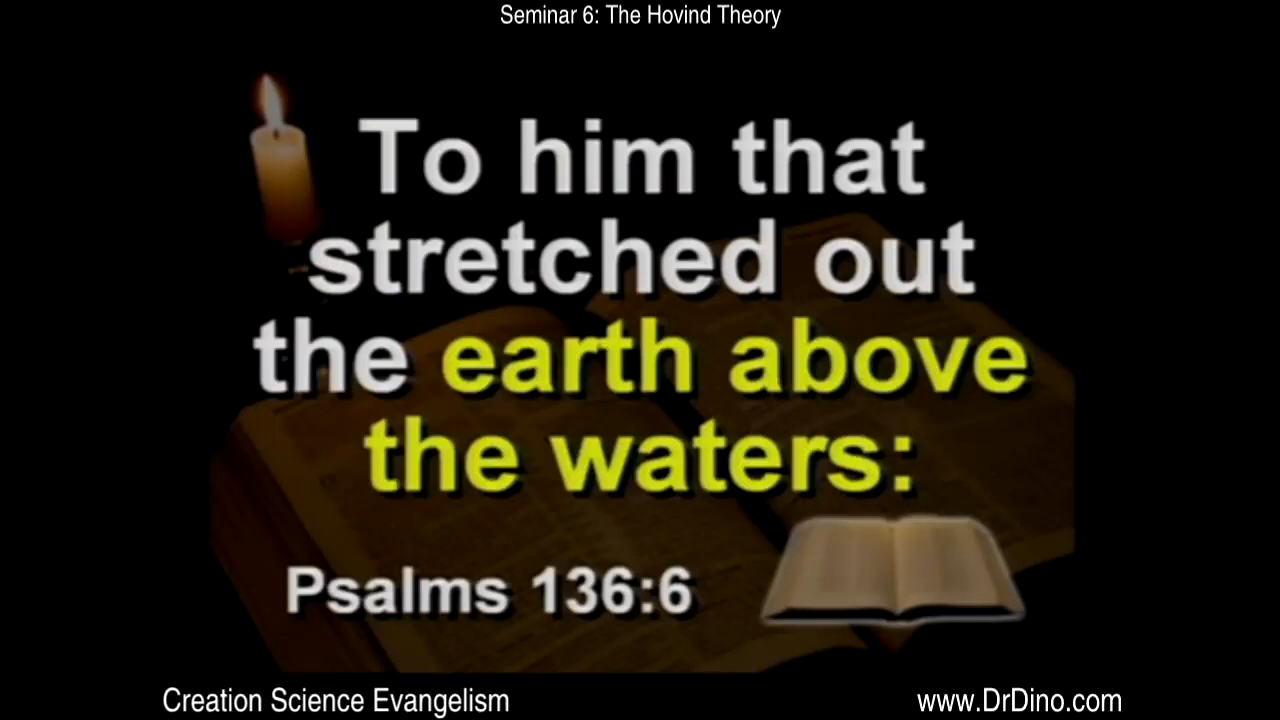 Seminar 6: The Hovind Theory
To him that
stretched out
the earth above
the waters:
Psalms 136:6
Creation Science Evangelism
www.DrDino.com